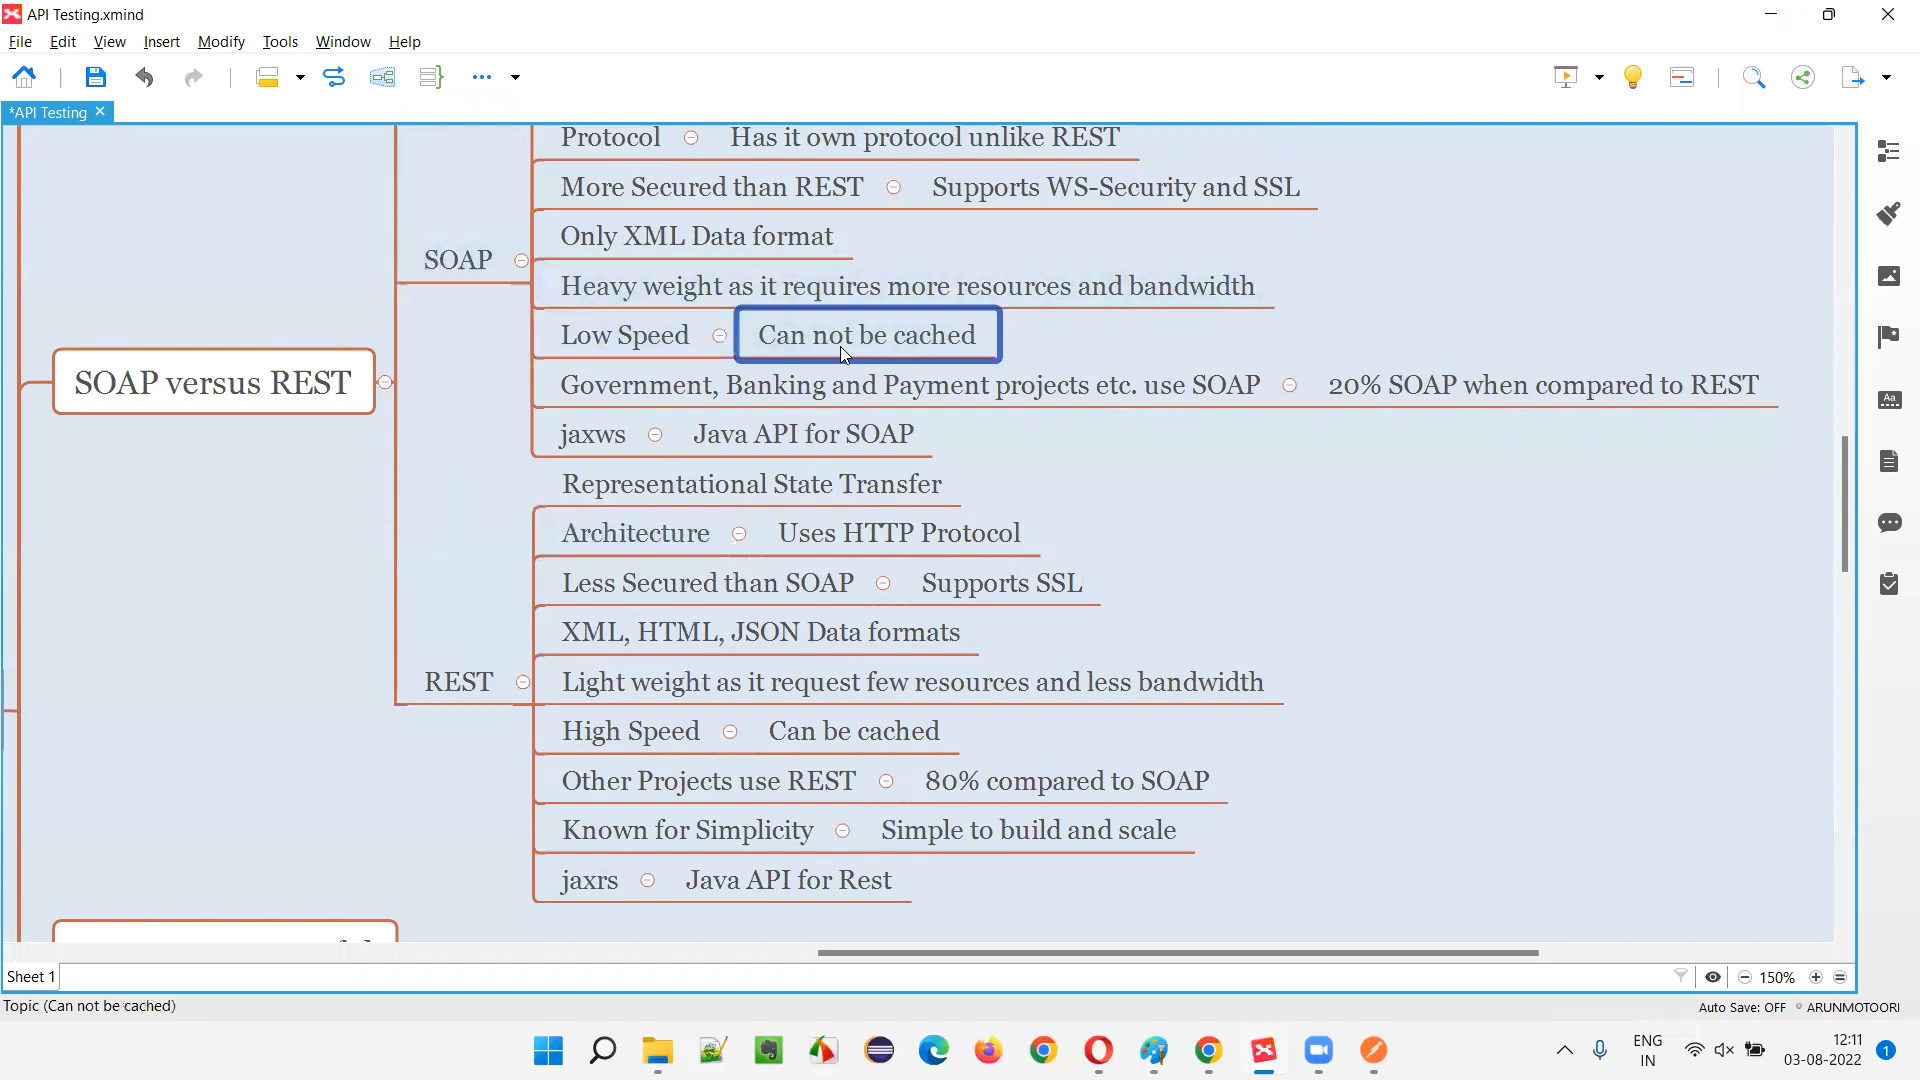 API Testing.xmind
File Edit View Insert Modify Tools Window Help
*API Testing
Protocol Has it own protocol unlike REST
More Secured than REST Supports WS-Security and SSL
Only XML Data format
SOAP
Heavy weight as it requires more resources and bandwidth
Low Speed Can not be cached
SOAP versus REST
Government, Banking and Payment projects etc. use SOAP 20% SOAP when compared to REST
jaxws Java API for SOAP
Representational State Transfer
Architecture Uses HTTP Protocol
Less Secured than SOAP Supports SSL
XML, HTML, JSON Data formats
REST Light weight as it request few resources and less bandwidth
High Speed Can be cached
Other Projects use REST 80% compared to SOAP
Known for Simplicity Simple to build and scale
jaxrs Java API for Rest
Sheet 1
150%
Topic (Can not be cached)
Auto Save: OFF ARUNMOTOORI
ENG
IN
12:11
03-08-2022
1
Aa